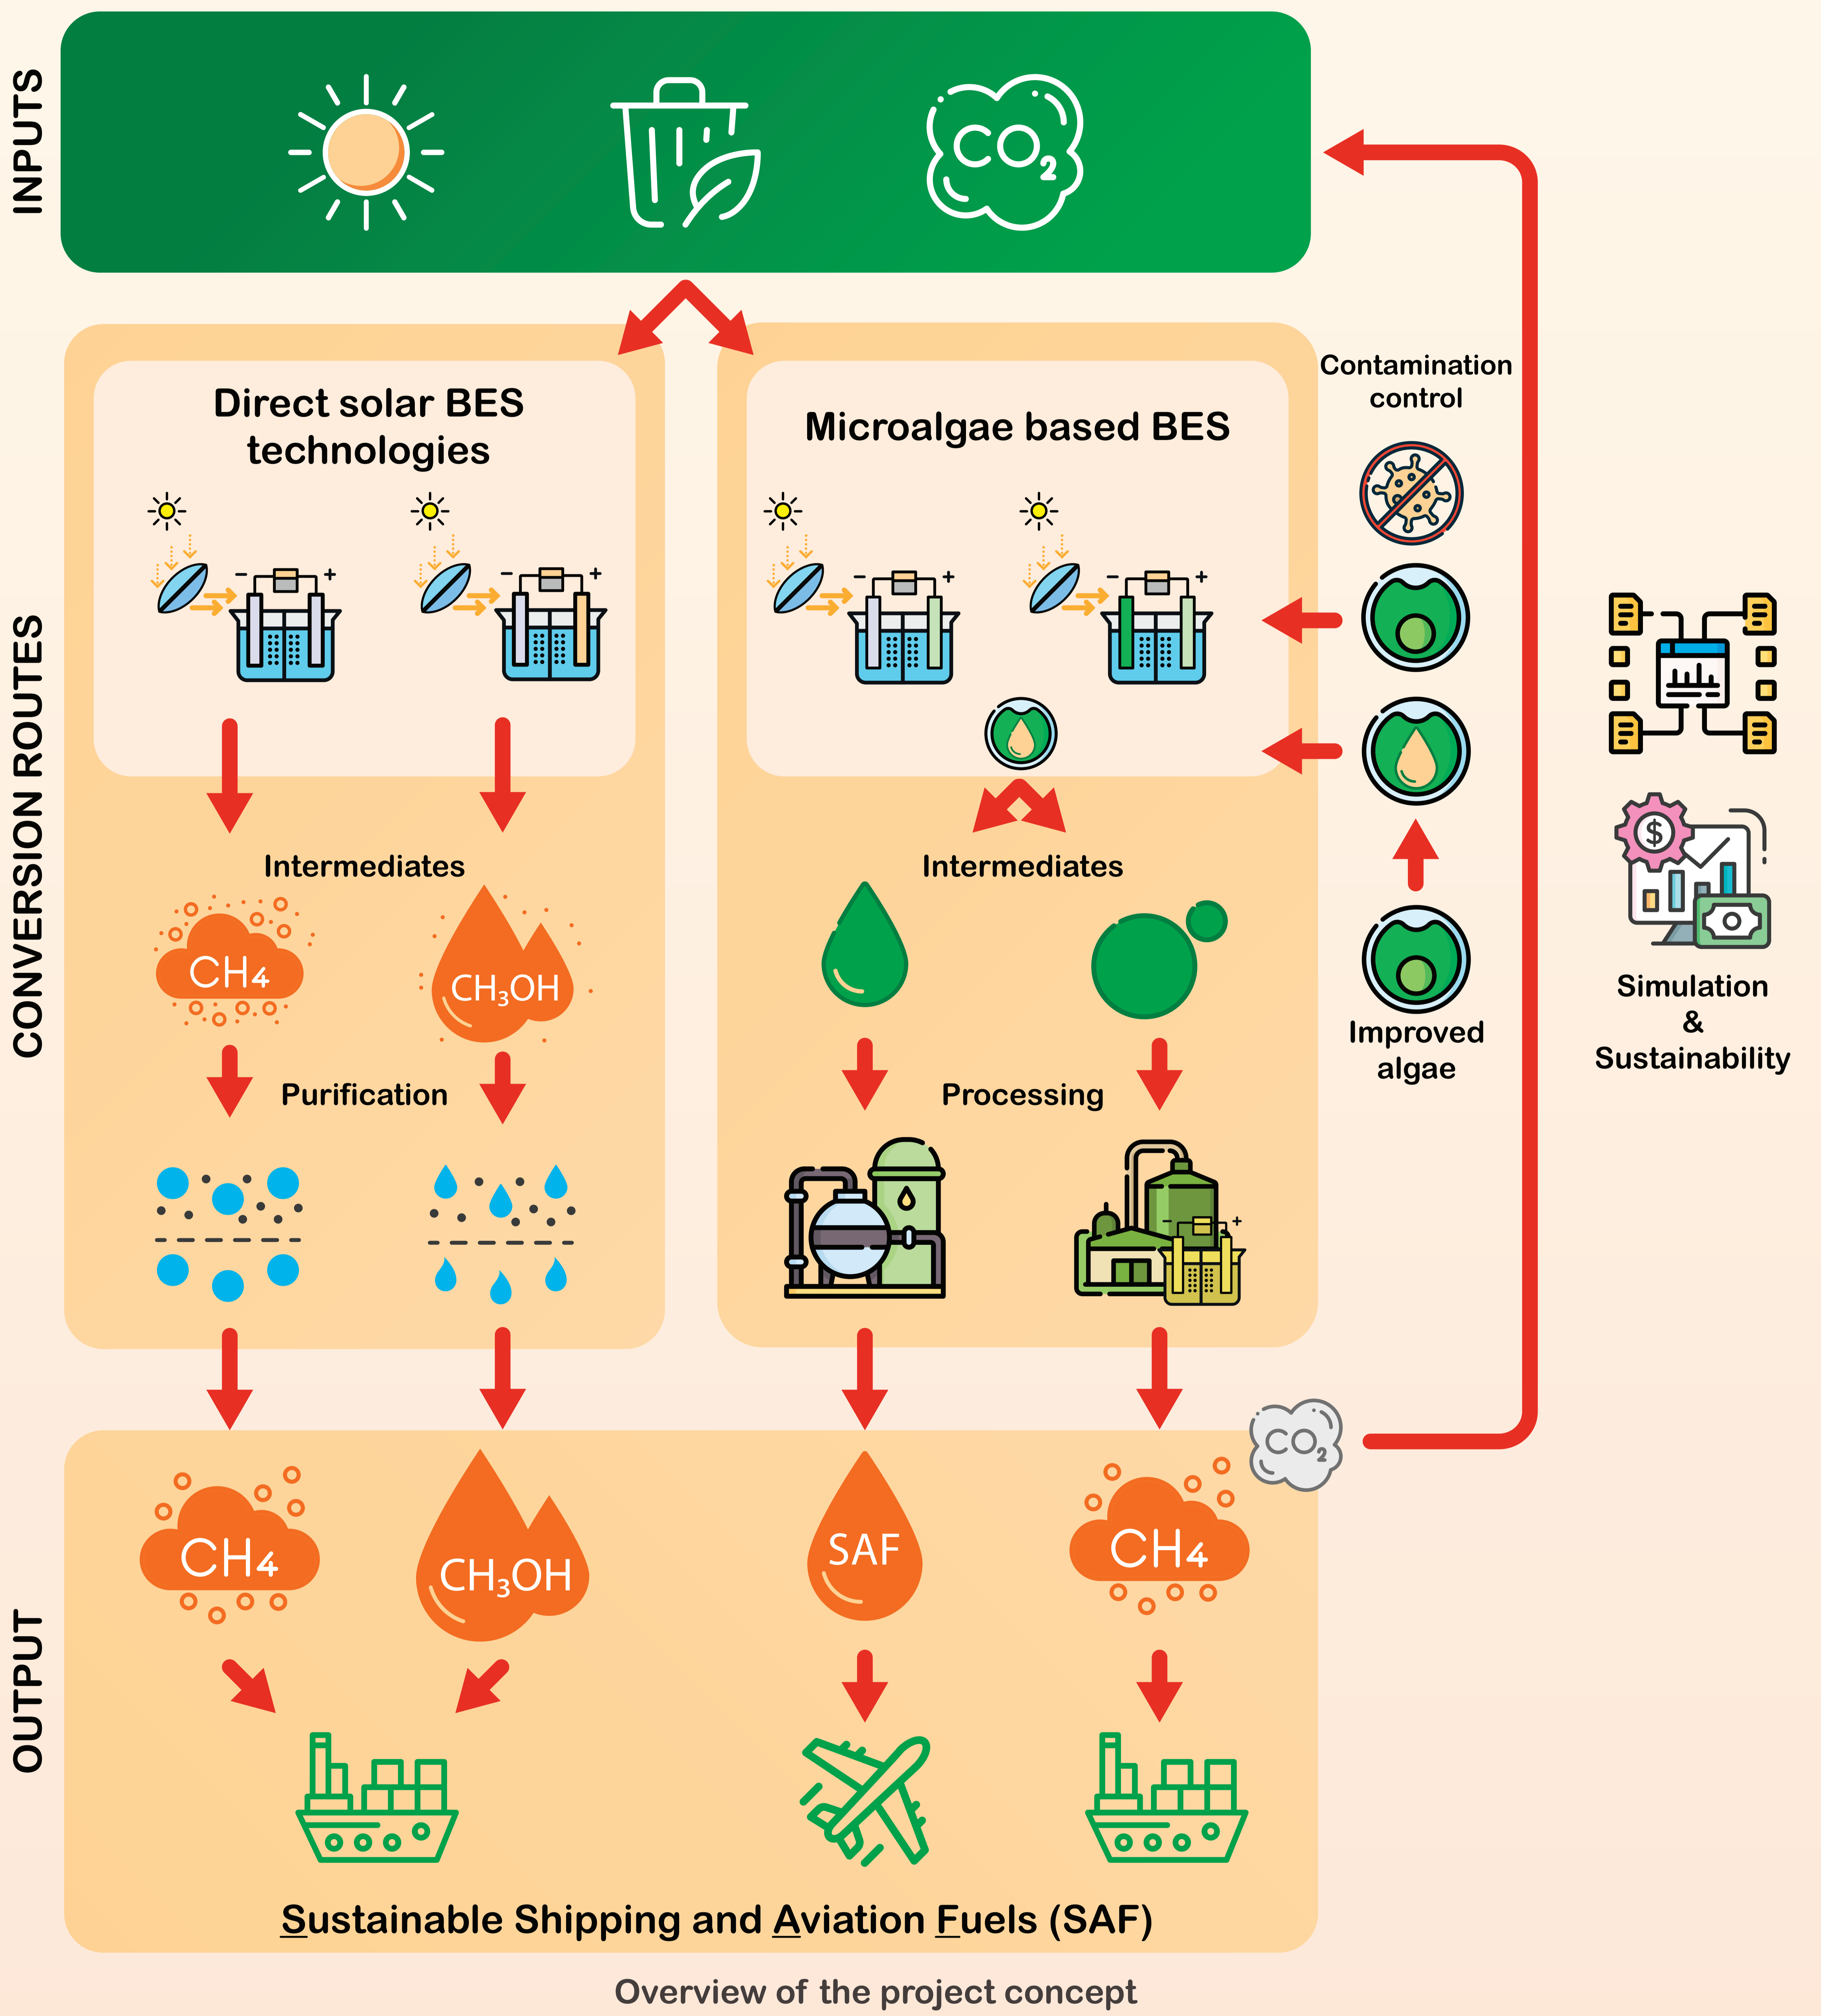 INPUTS
CO2
Direct solar BES
technologies
Microalgae based BES
Contamination
control
- +
- +
- +
- +
CONVERSION ROUTES
$
Intermediates
Intermediates
CH4
CH3OH
Improved
algae
Simulation
&
Sustainability
Purification
Processing
- +
CO2
OUTPUT
CH4
CH3OH
SAF
CH4
Sustainable Shipping and Aviation Fuels (SAF)
Overview of the project concept